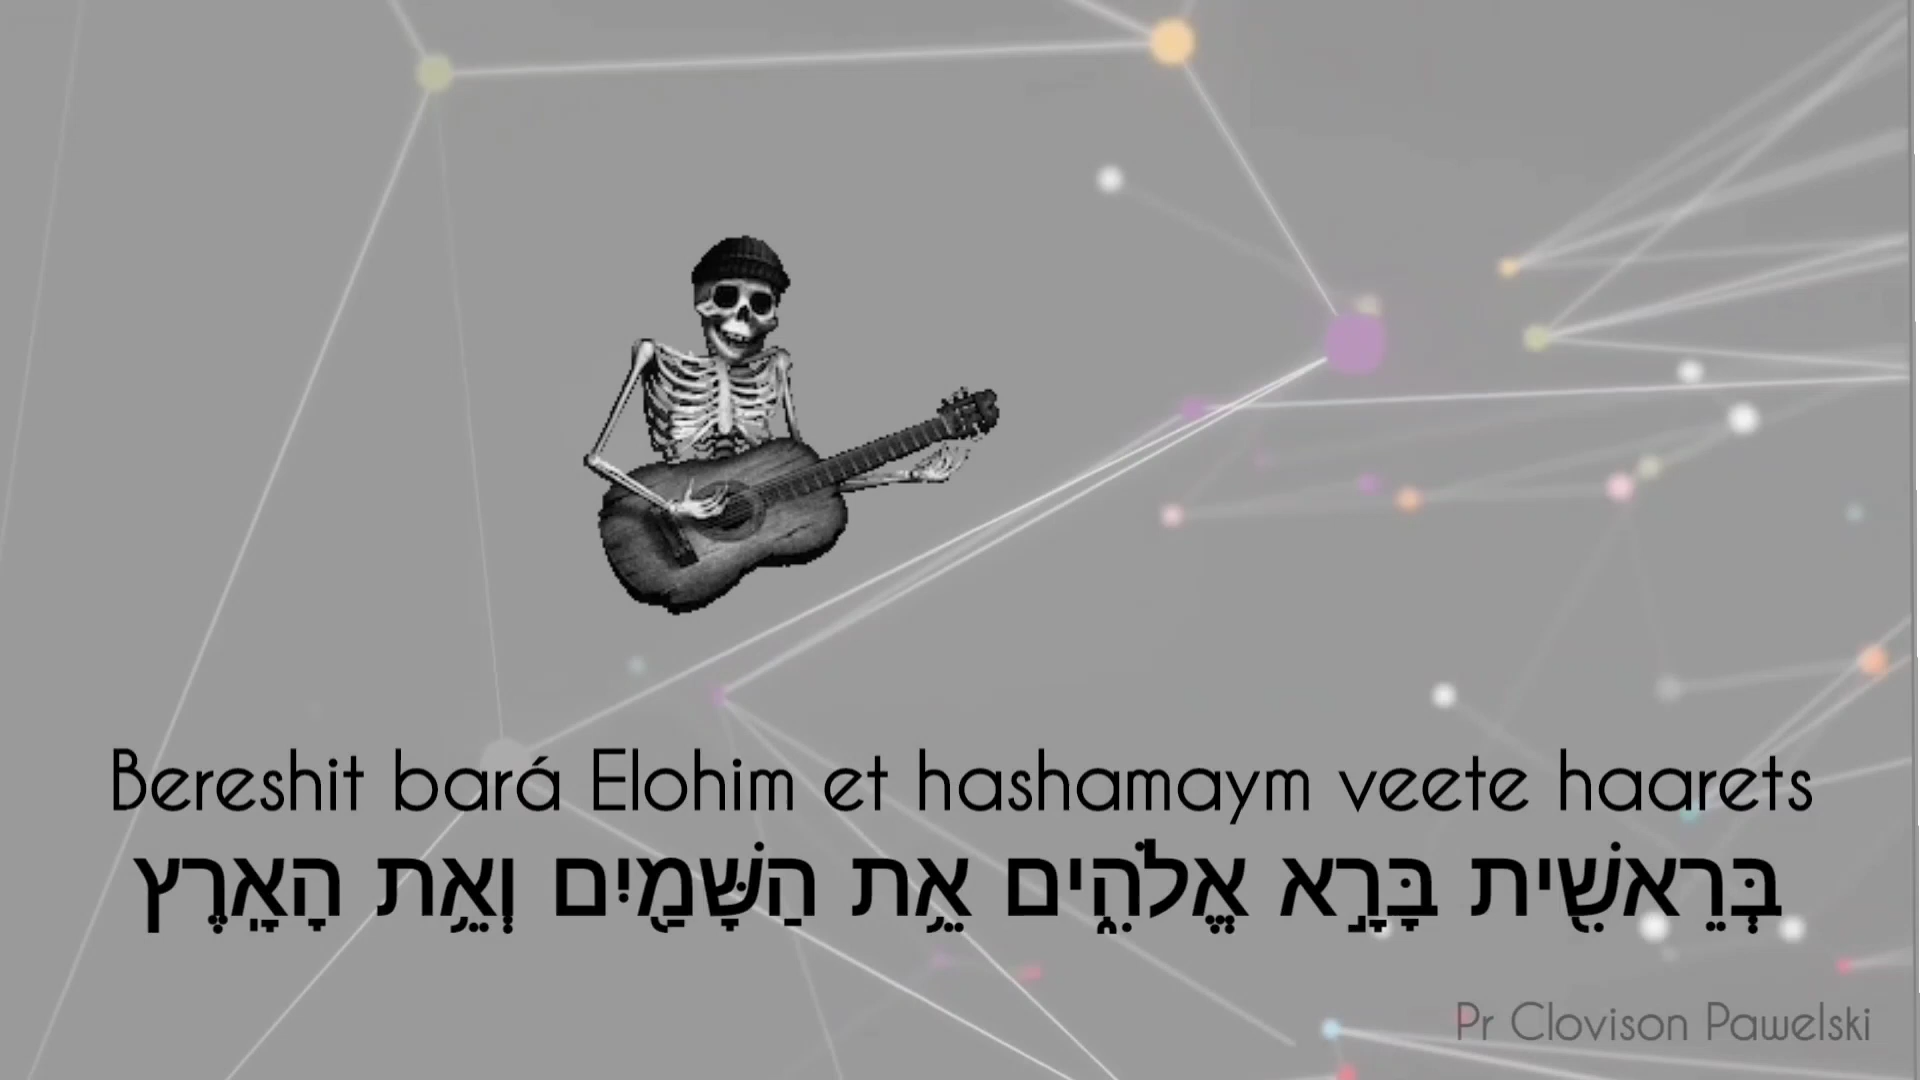 Bereshit bará Elohim et hashamaym veete haarets
בְּרֵאשִׁ֖ית בָּרָ֣א אֱלֹהִ֑ים אֵ֥ת הַשָּׁמַ֖יִם וְאֵ֥ת הָאָֽרֶץ
Pr Clovison Pawelski